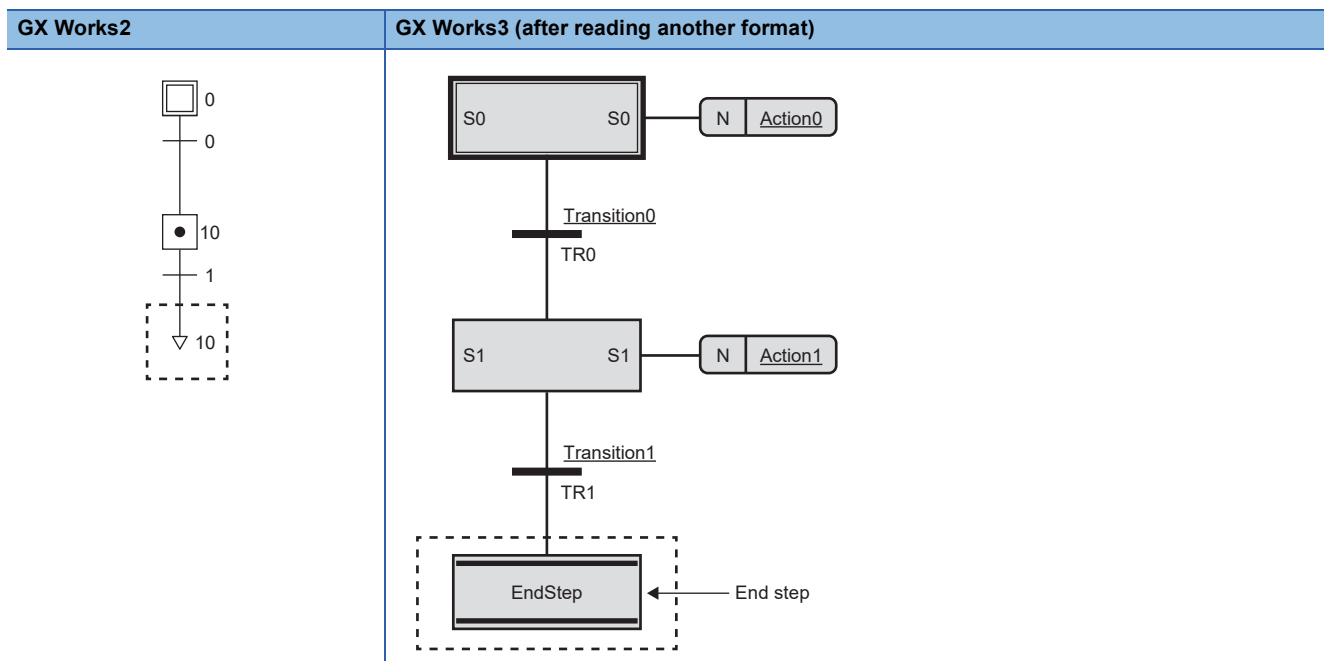 GX Works2
GX Works3 (after reading another format)
0
0
10
1
10
S0 S0 N Action0
Transition0
TR0
S1 S1 N Action1
Transition1
TR1
EndStep End step